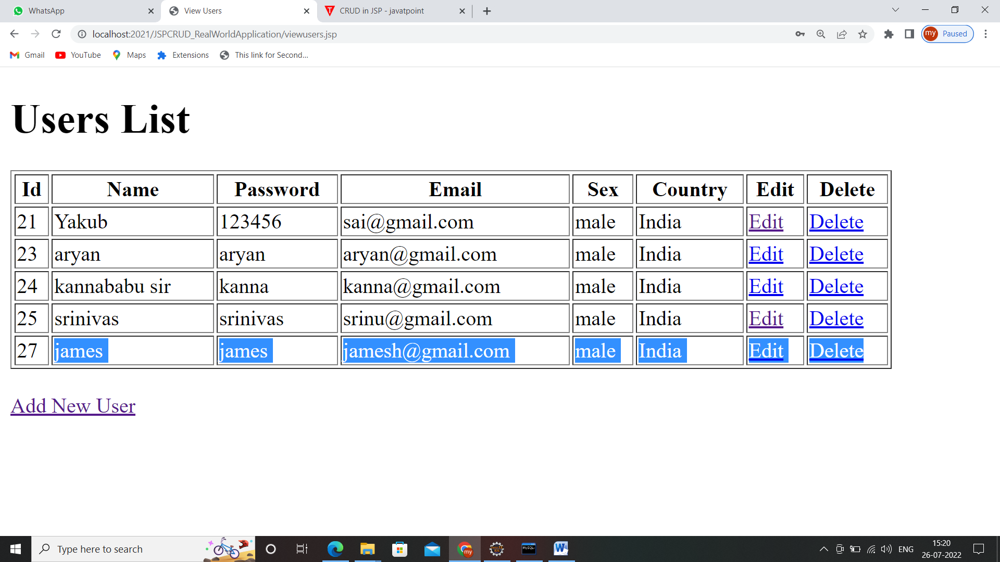 WhatsApp View Users CRUD in JSP - javatpoint
localhost:2021/JSPCRUD_RealWorldApplication/viewusers.jsp my Paused
Gmail YouTube Maps Extensions This link for Second...
Users List
Id Name Password Email Sex Country Edit Delete
21 Yakub 123456 sai@gmail.com male India Edit Delete
23 aryan aryan aryan@gmail.com male India Edit Delete
24 kannababu sir kanna kanna@gmail.com male India Edit Delete
25 srinivas srinivas srinu@gmail.com male India Edit Delete
27 james james jamesh@gmail.com male India Edit Delete
Add New User
Type here to search my MySQL ENG 15:20
26-07-2022